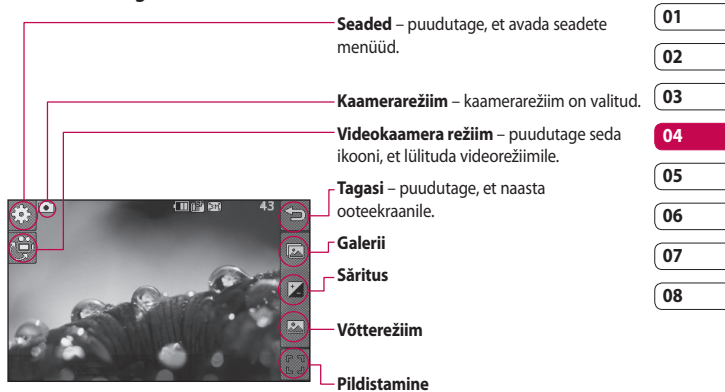 Seaded – puudutage, et avada seadete
menüüd.
Kaamerarežiim – kaamerarežiim on valitud.
Videokaamera režiim – puudutage seda
ikooni, et lülituda videorežiimile.
Tagasi – puudutage, et naasta
ooteekraanile.
Galerii
Säritus
Võtterežiim
Pildistamine
43
01
02
03
04
05
06
07
08